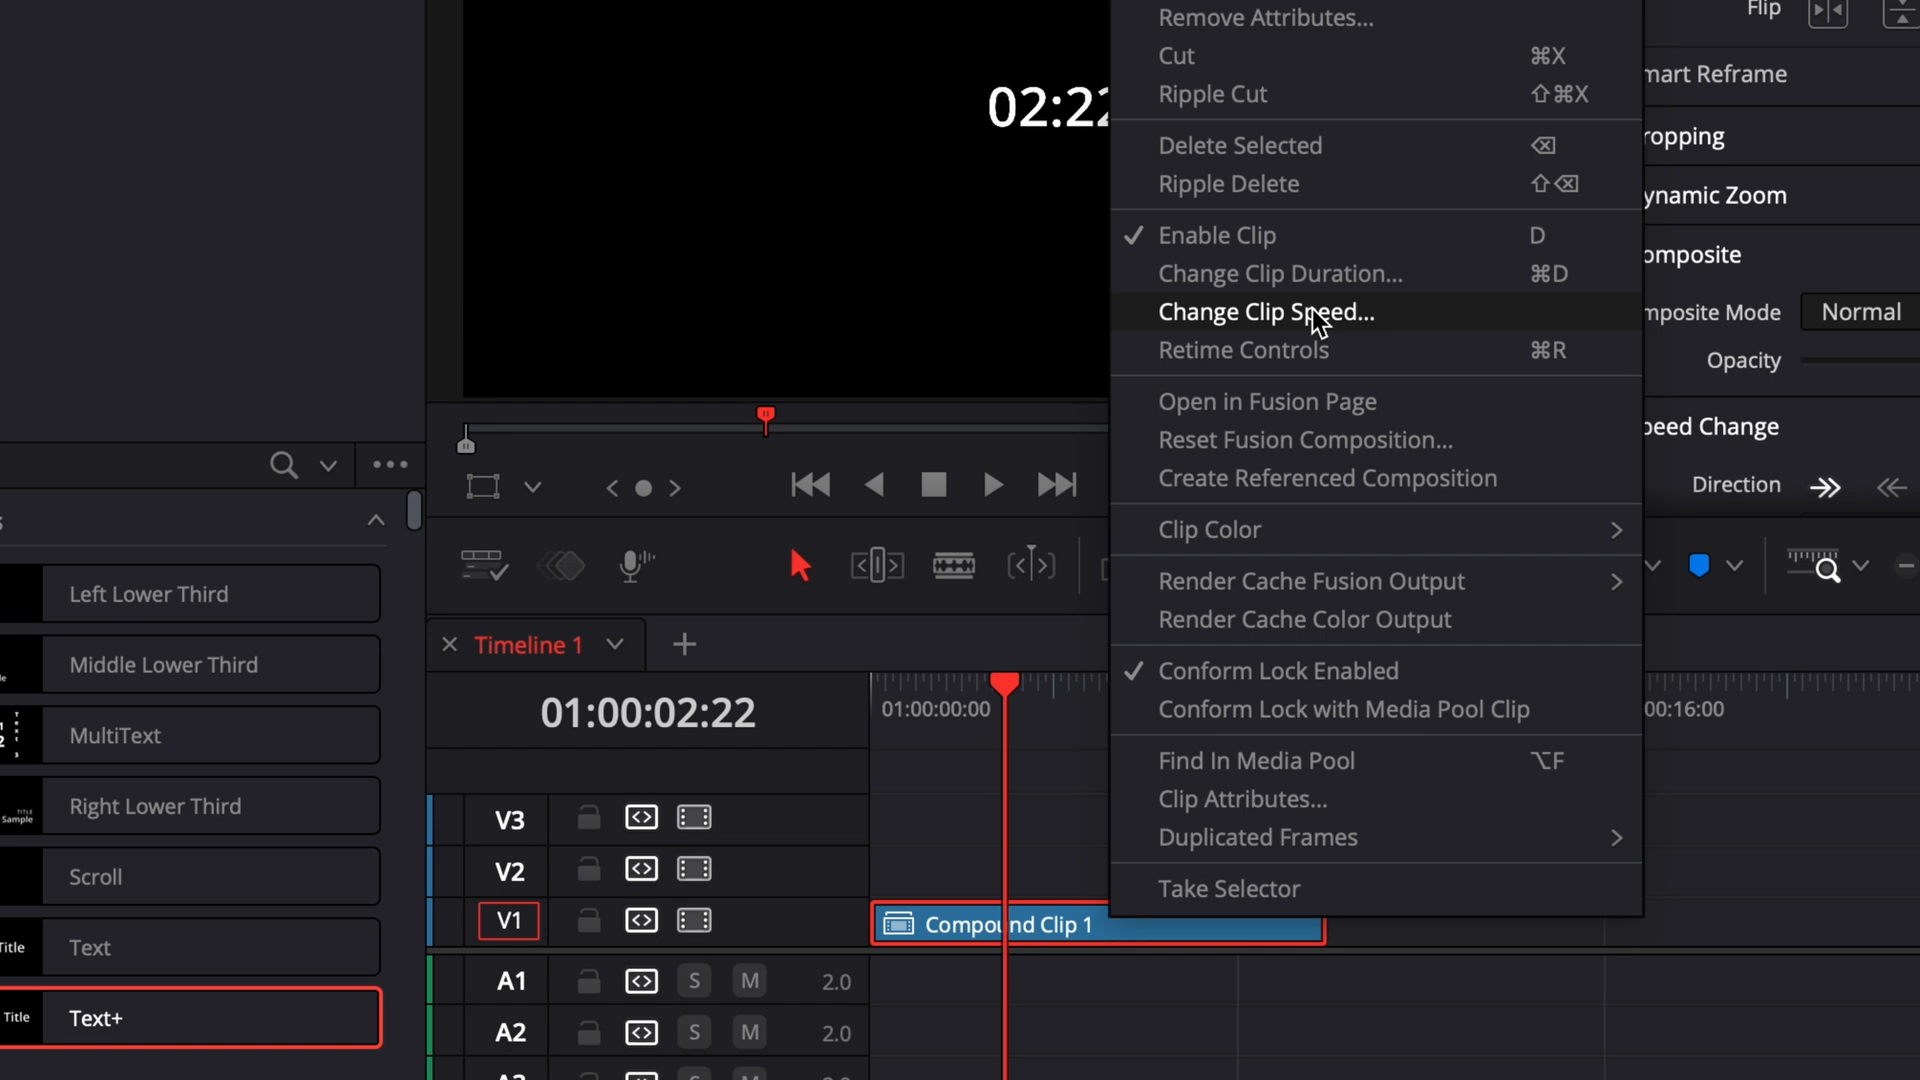 Remove Attributes...
Cut ⌘X
Ripple Cut ⇧⌘X
Delete Selected ⌫
Ripple Delete ⇧⌫
✓ Enable Clip D
Change Clip Duration... ⌘D
Change Clip Speed...
Retime Controls ⌘R
Open in Fusion Page
Reset Fusion Composition...
Create Referenced Composition
Clip Color >
Render Cache Fusion Output >
Render Cache Color Output
✓ Conform Lock Enabled
Conform Lock with Media Pool Clip
Find In Media Pool ⌥F
Clip Attributes...
Duplicated Frames >
Take Selector
Flip
mart Reframe
ropping
ynamic Zoom
omposite
mposite Mode Normal
Opacity
peed Change
Direction
02:22
Left Lower Third
Middle Lower Third
MultiText
Right Lower Third
Scroll
Title Text
Title Text+
Timeline 1
01:00:02:22
01:00:00:00
00:16:00
V3
V2
V1
Compound Clip 1
A1 S M 2.0
A2 S M 2.0